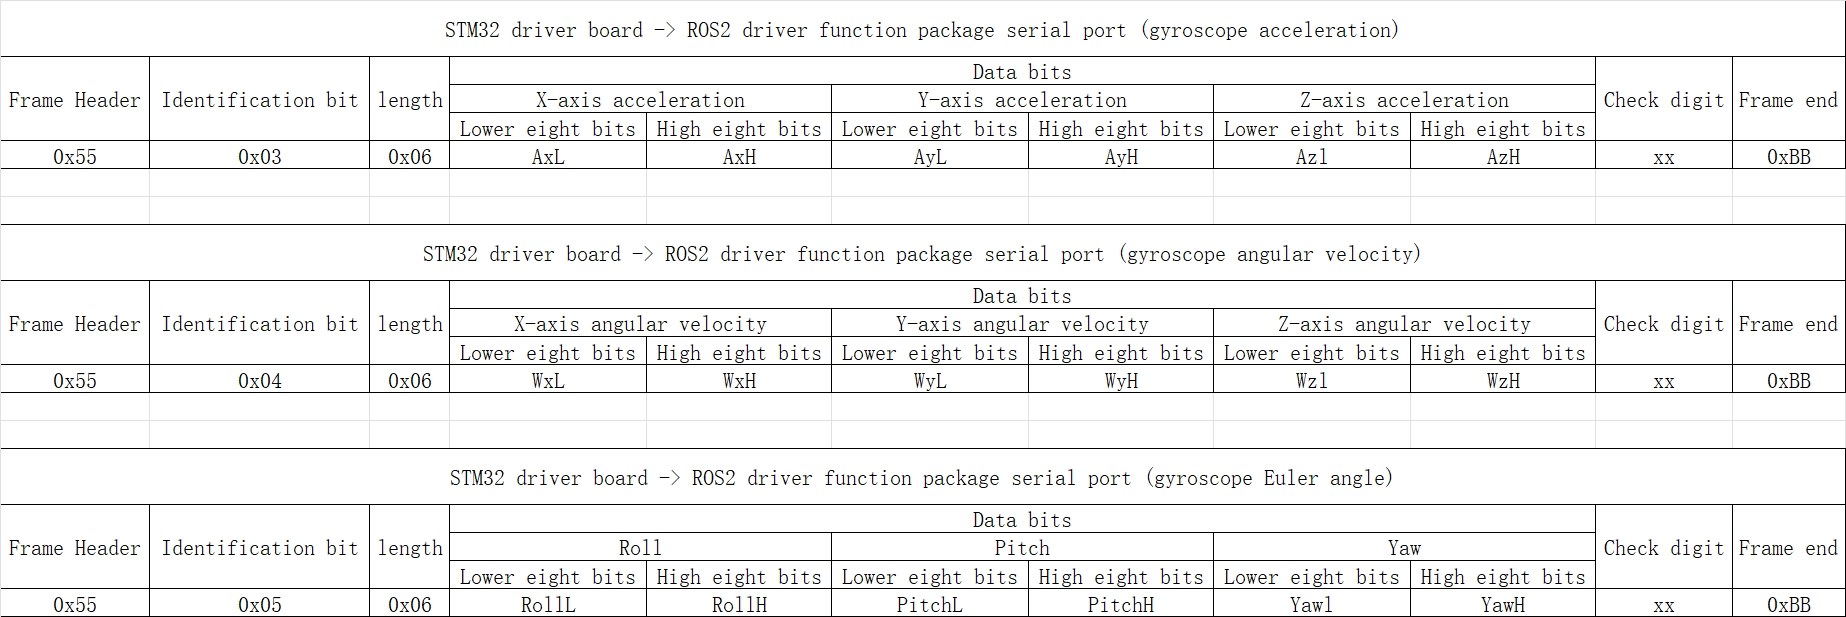 STM32 driver board -> ROS2 driver function package serial port (gyroscope acceleration)
Frame Header Identification bit length Data bits Check digit Frame end
X-axis acceleration Y-axis acceleration Z-axis acceleration
Lower eight bits High eight bits Lower eight bits High eight bits Lower eight bits High eight bits
0x55 0x03 0x06 AxL AxH AyL AyH Azl AzH xx 0xBB
STM32 driver board -> ROS2 driver function package serial port (gyroscope angular velocity)
Frame Header Identification bit length Data bits Check digit Frame end
X-axis angular velocity Y-axis angular velocity Z-axis angular velocity
Lower eight bits High eight bits Lower eight bits High eight bits Lower eight bits High eight bits
0x55 0x04 0x06 WxL WxH WyL WyH Wzl WzH xx 0xBB
STM32 driver board -> ROS2 driver function package serial port (gyroscope Euler angle)
Frame Header Identification bit length Data bits Check digit Frame end
Roll Pitch Yaw
Lower eight bits High eight bits Lower eight bits High eight bits Lower eight bits High eight bits
0x55 0x05 0x06 RollL RollH PitchL PitchH Yawl YawH xx 0xBB